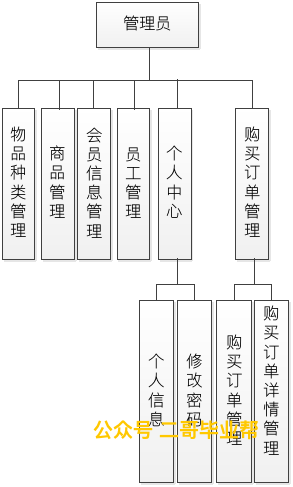 管理员
物品种类管理
商品管理
会员信息管理
员工管理
个人中心
购买订单管理
个人信息
修改密码
购买订单管理
购买订单详情管理
公众号 二哥毕业帮